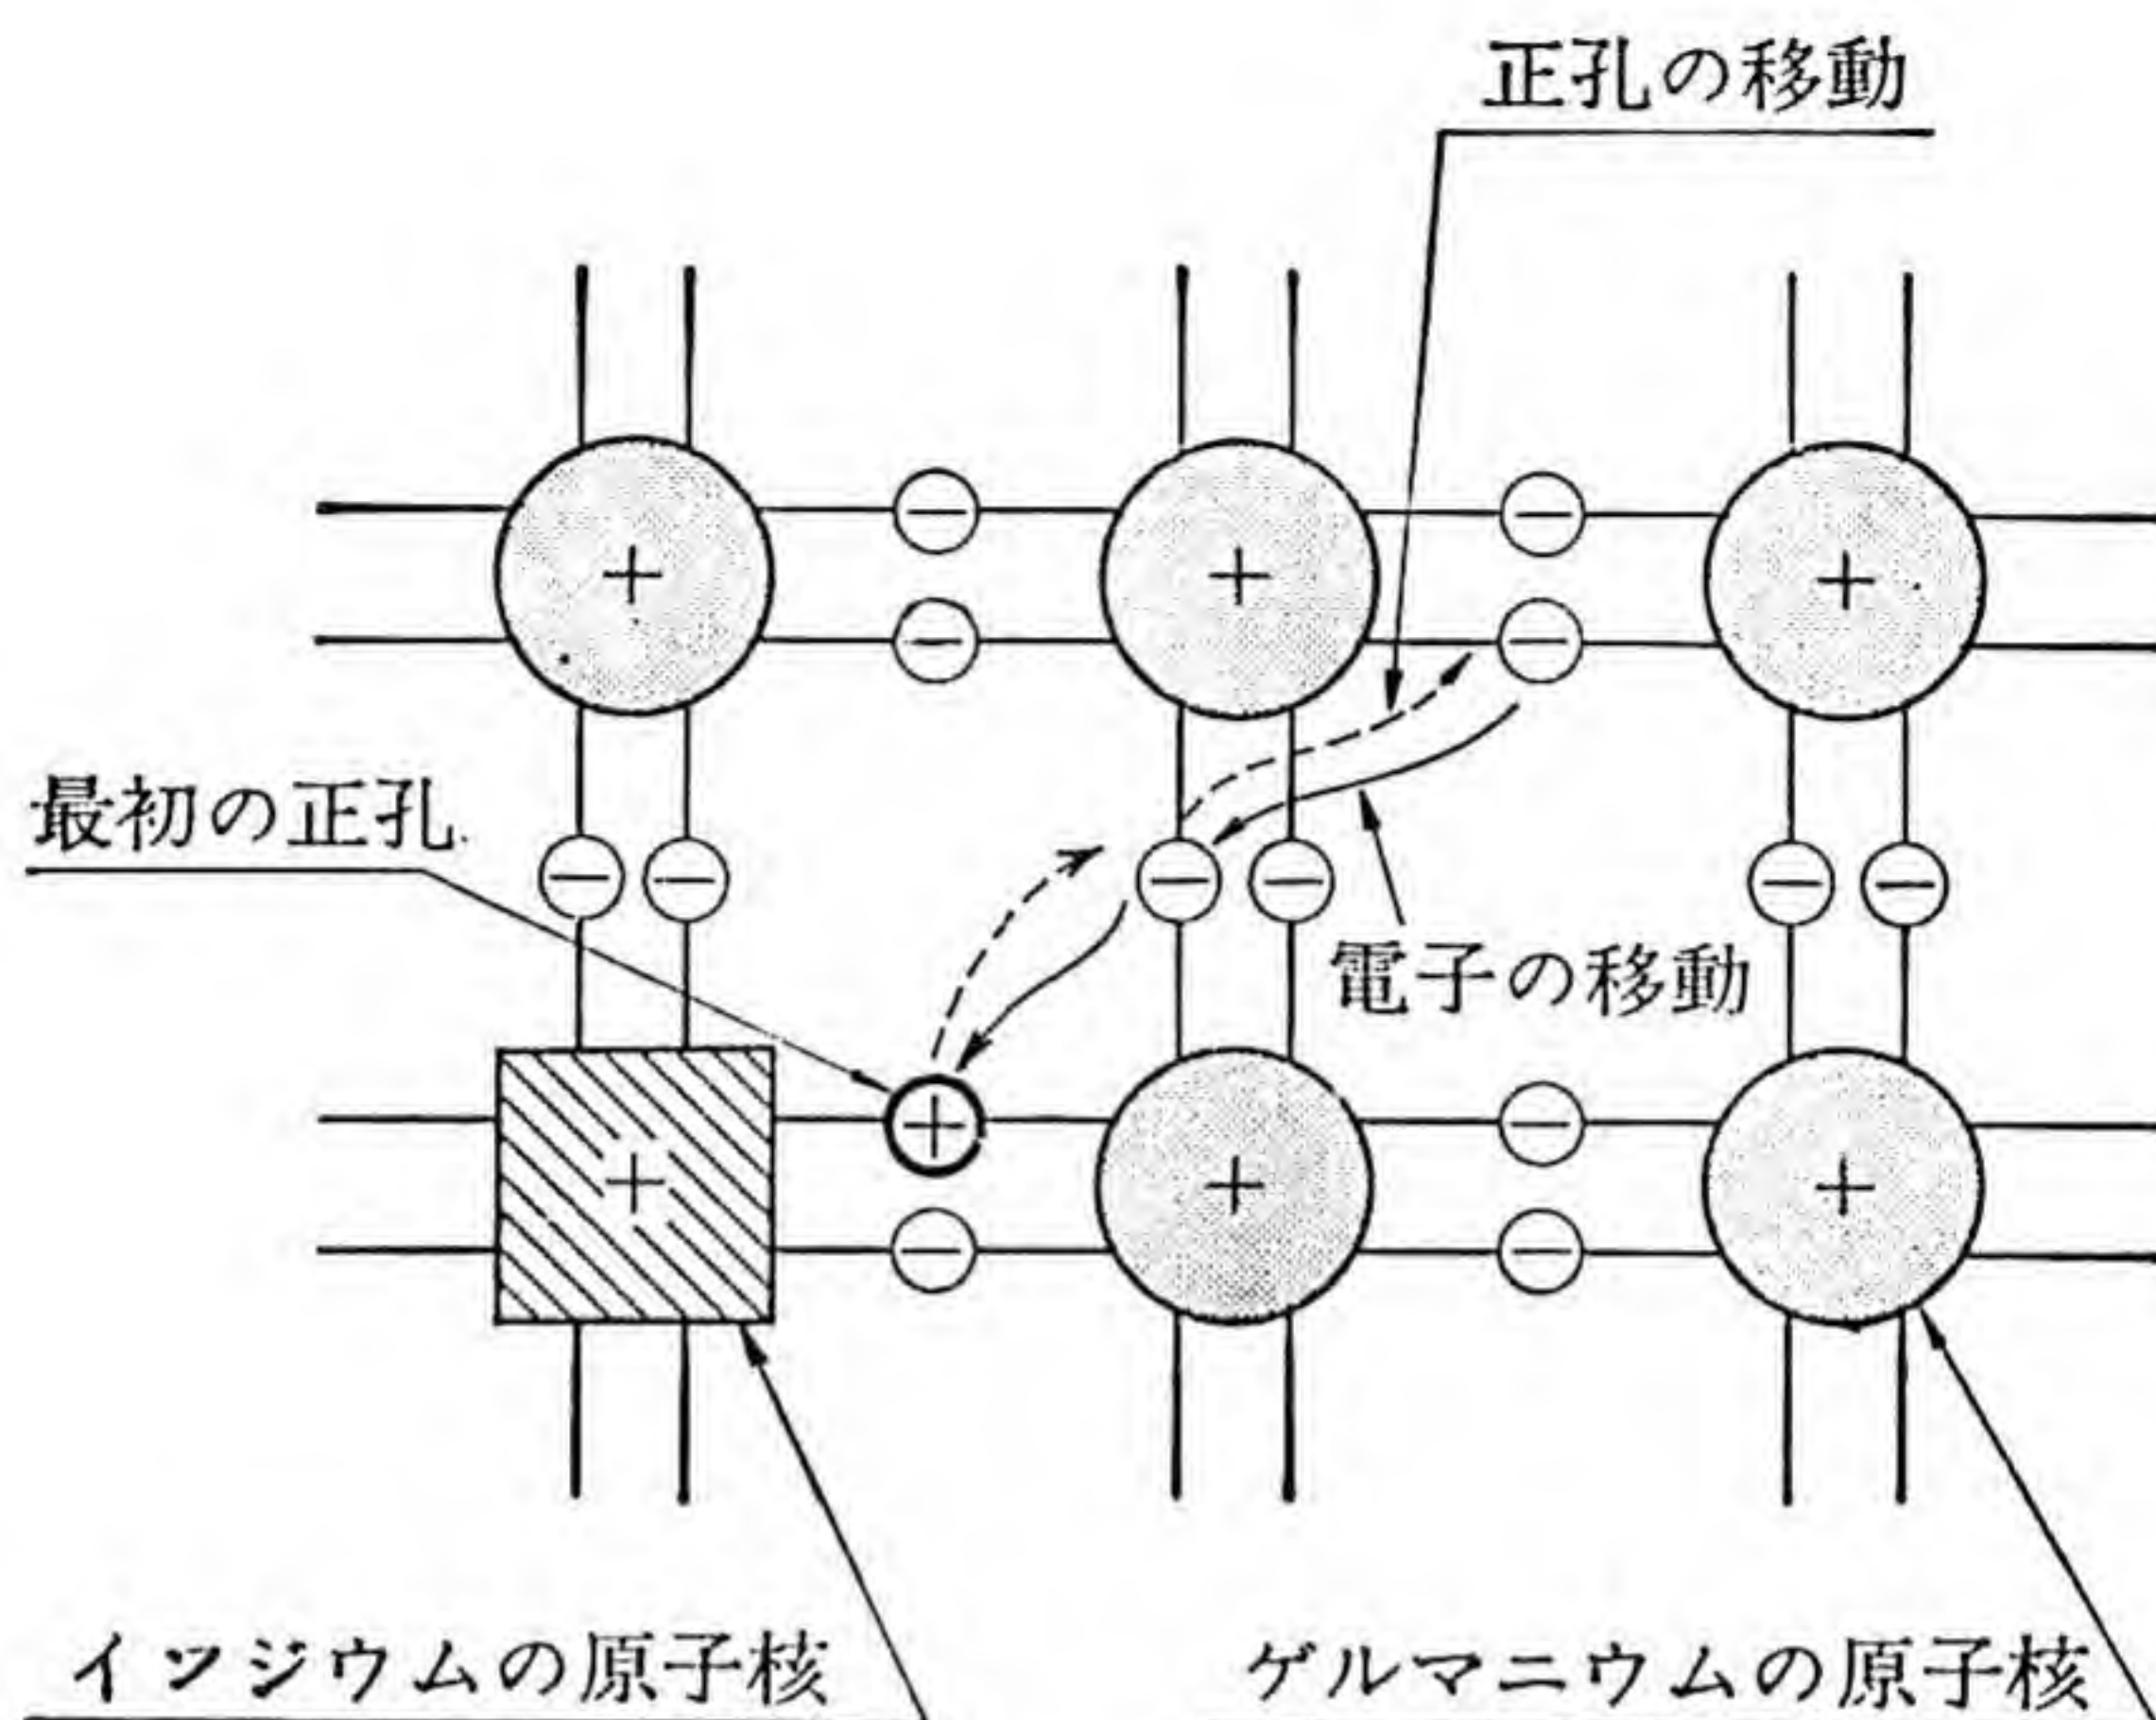 正孔の移動
最初の正孔
電子の移動
イッジウムの原子核
ゲルマニウムの原子核